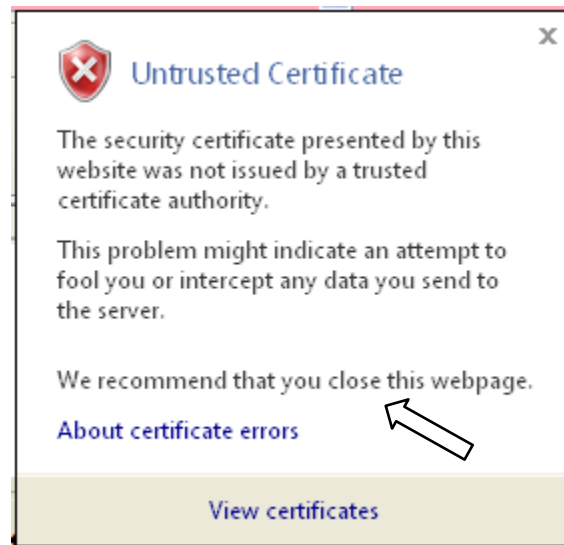 x
Untrusted Certificate
The security certificate presented by this
website was not issued by a trusted
certificate authority.
This problem might indicate an attempt to
fool you or intercept any data you send to
the server.
We recommend that you close this webpage.
About certificate errors
View certificates